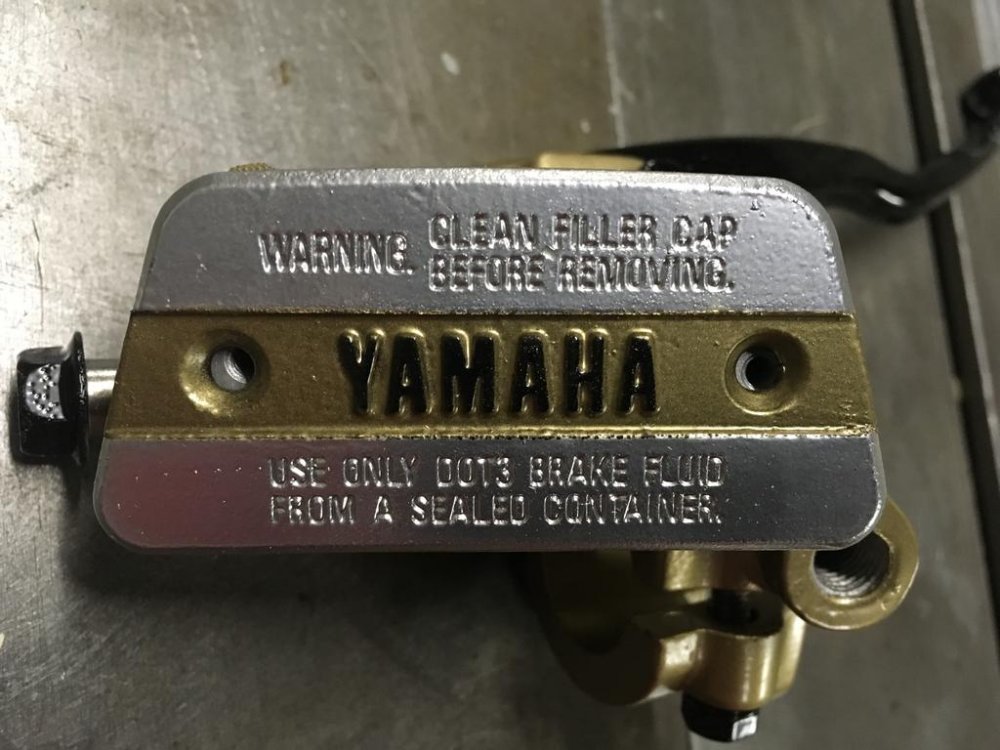 WARNING. CLEAN FILLER CAP
BEFORE REMOVING.
YAMAHA
USE ONLY DOT3 BRAKE FLUID
FROM A SEALED CONTAINER.